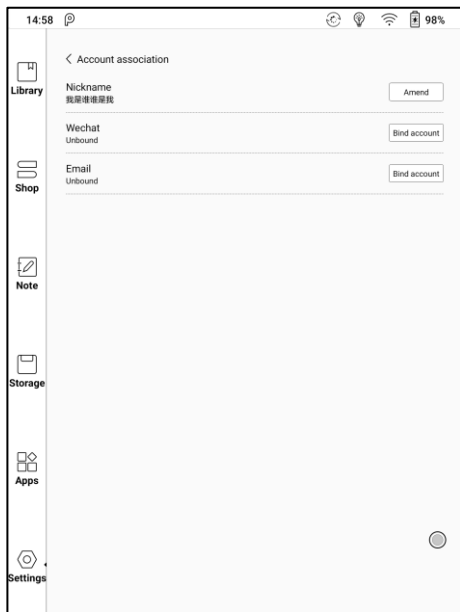 14:58
98%
Account association
Library
Nickname
我是谁谁是我
Amend
Wechat
Unbound
Bind account
Email
Unbound
Bind account
Shop
Note
Storage
Apps
Settings